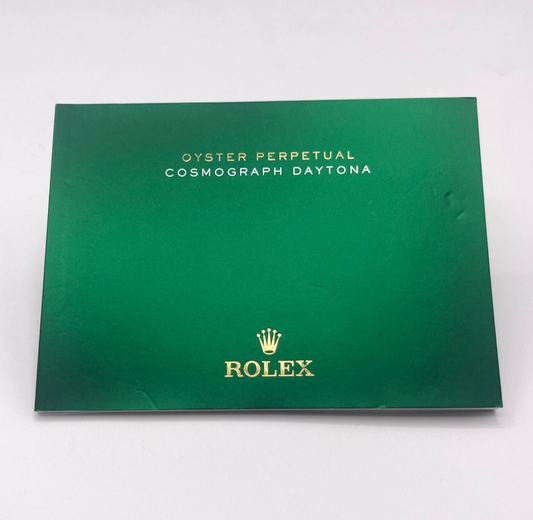 OYSTER PERPETUAL
COSMOGRAPH DAYTONA
ROLEX